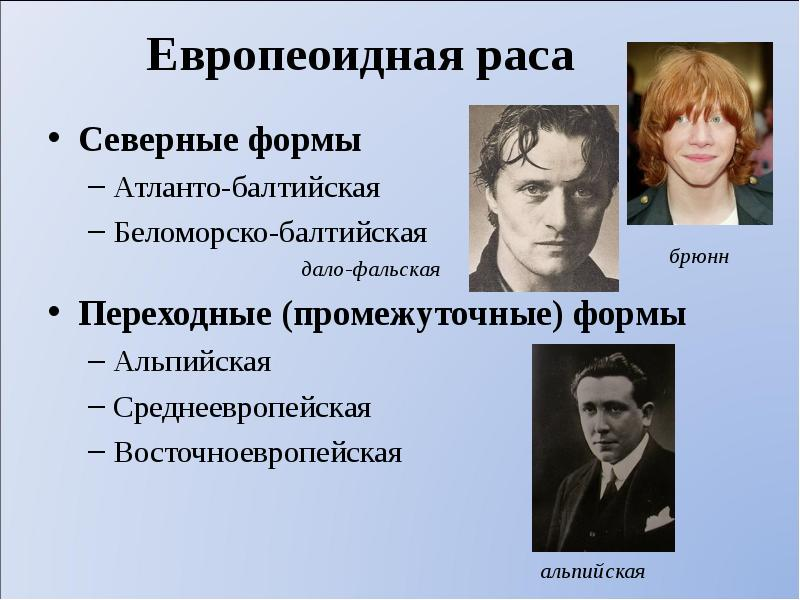 Европеоидная раса
• Северные формы
– Атланто-балтийская
– Беломорско-балтийская
дало-фальская
брюнн
• Переходные (промежуточные) формы
– Альпийская
– Среднеевропейская
– Восточноевропейская
альпийская